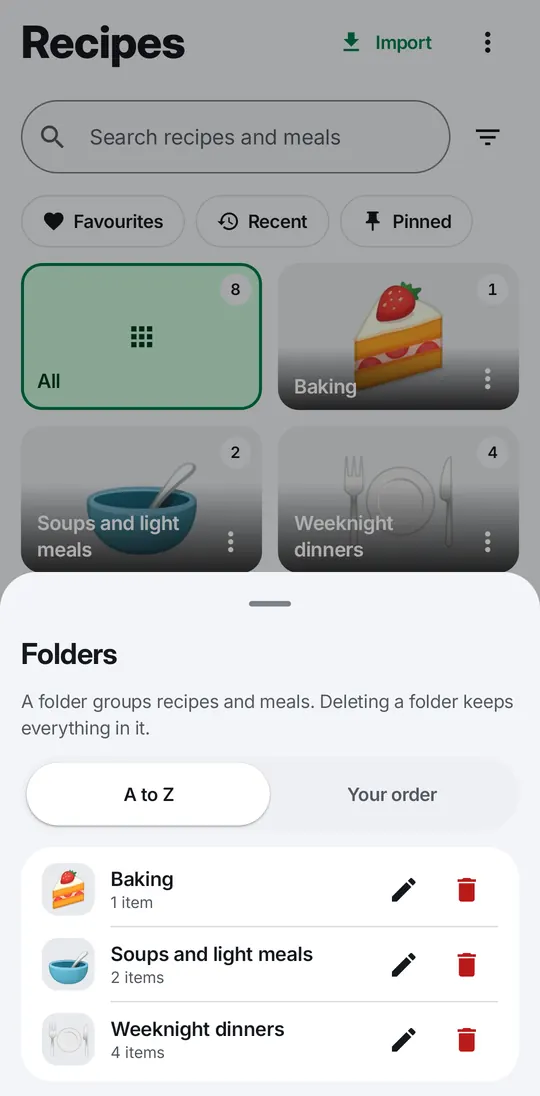 Recipes
Import
Search recipes and meals
Favourites
Recent
Pinned
8
All
1
Baking
2
Soups and light
meals
4
Weeknight
dinners
Folders
A folder groups recipes and meals. Deleting a folder keeps
everything in it.
A to Z
Your order
Baking
1 item
Soups and light meals
2 items
Weeknight dinners
4 items